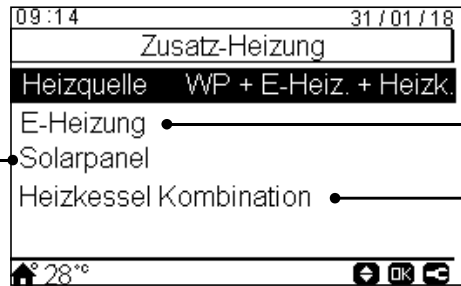 09:14 31/01/18
Zusatz-Heizung
Heizquelle WP + E-Heiz. + Heizk.
E-Heizung
Solarpanel
Heizkessel Kombination
28°C OK